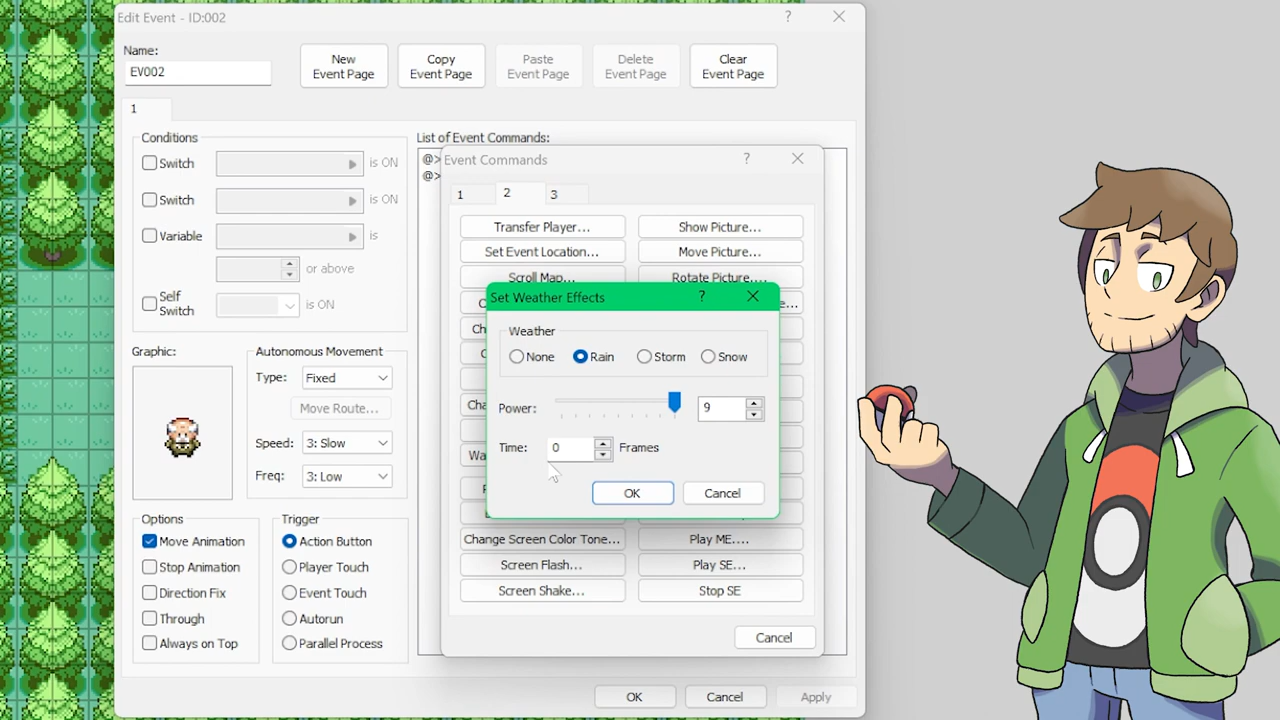 Edit Event - ID:002
?
Name:
EV002
New
Event Page
Copy
Event Page
Paste
Event Page
Delete
Event Page
Clear
Event Page
1
Conditions
Switch
is ON
Switch
is ON
Variable
is
or above
Self
Switch
is ON
Graphic:
Autonomous Movement
Type:
Fixed
Move Route...
Speed:
3: Slow
Freq:
3: Low
Options
Move Animation
Stop Animation
Direction Fix
Through
Always on Top
Trigger
Action Button
Player Touch
Event Touch
Autorun
Parallel Process
List of Event Commands:
@>
@>
Event Commands
?
1
2
3
Transfer Player...
Show Picture...
Set Event Location...
Move Picture...
Scroll Map...
Rotate Picture...
Set Weather Effects
?
Weather
None
Rain
Storm
Snow
Power:
9
Time:
0
Frames
OK
Cancel
Change Screen Color Tone...
Play ME....
Screen Flash...
Play SE...
Screen Shake...
Stop SE
Cancel
OK
Cancel
Apply